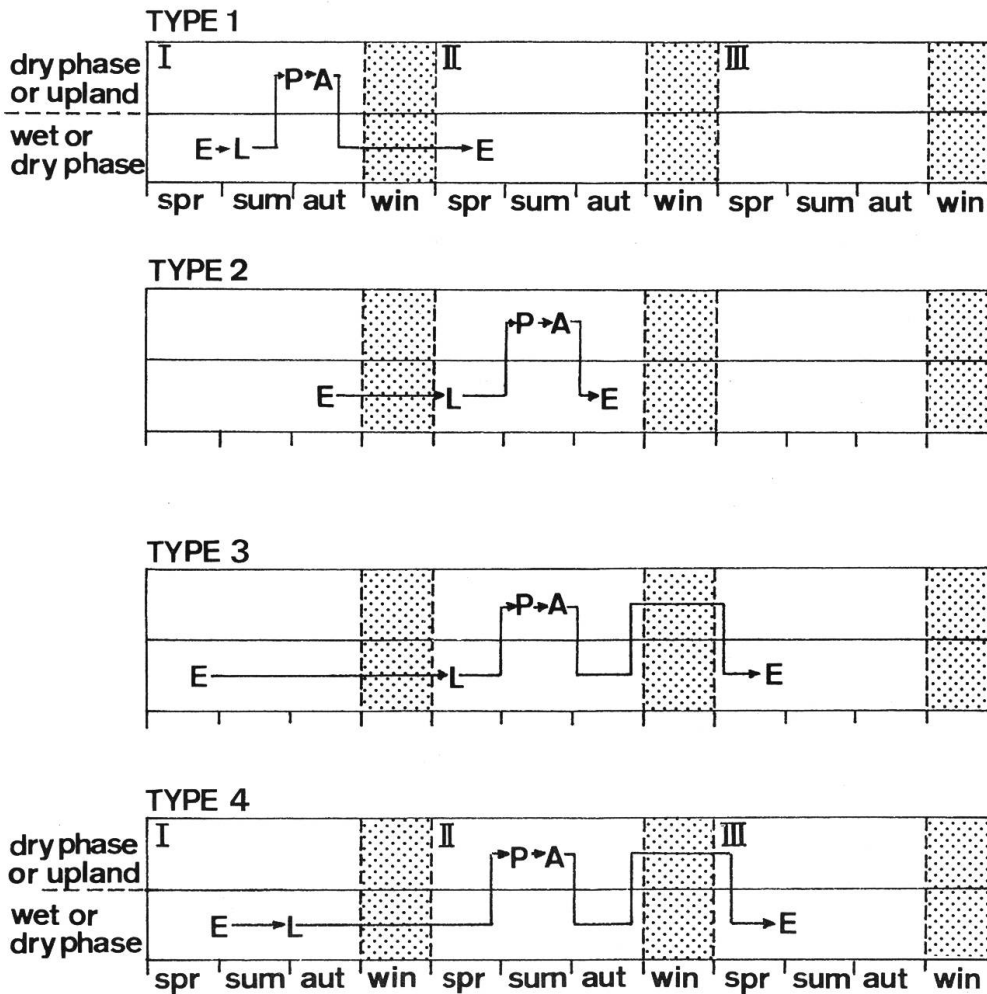 TYPE 1
I II III
dry phase
or upland
P A
wet or
dry phase
E L E
spr sum aut win spr sum aut win spr sum aut win
TYPE 2
P A
E L E
TYPE 3
P A
E L E
TYPE 4
I II III
dry phase
or upland
P A
wet or
dry phase
E L E
spr sum aut win spr sum aut win spr sum aut win